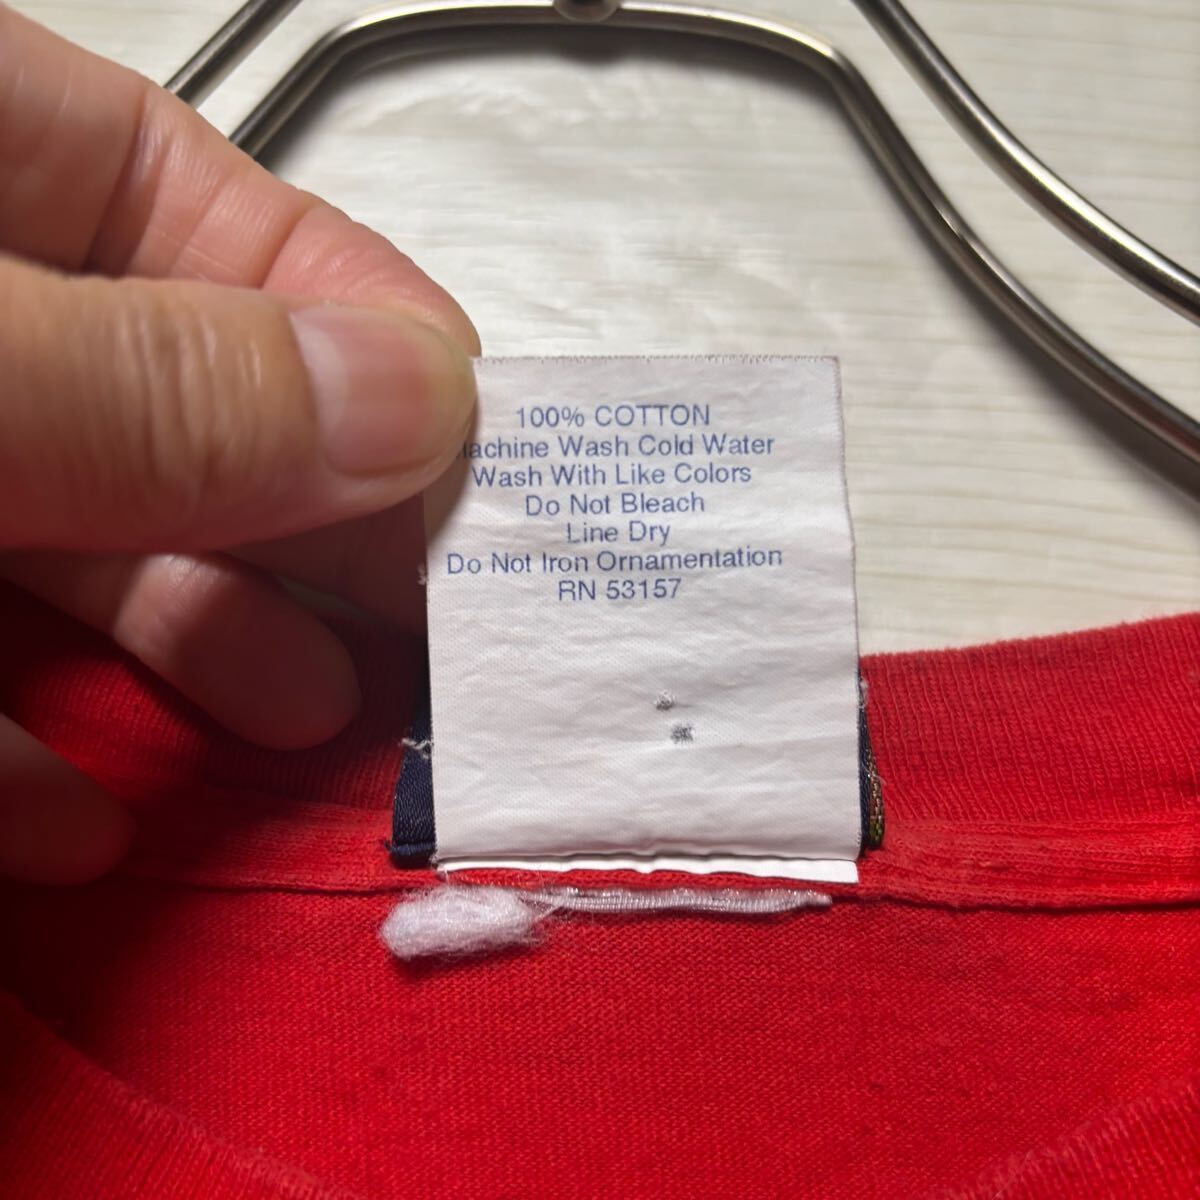 100% COTTON
achine Wash Cold Water
Wash With Like Colors
Do Not Bleach
Line Dry
Do Not Iron Ornamentation
RN 53157